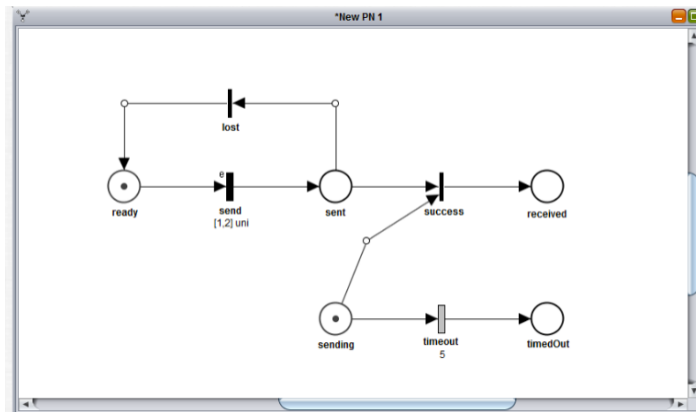 *New PN 1
lost
e
ready
send
[1,2] uni
sent
success
received
sending
timeout
5
timedOut